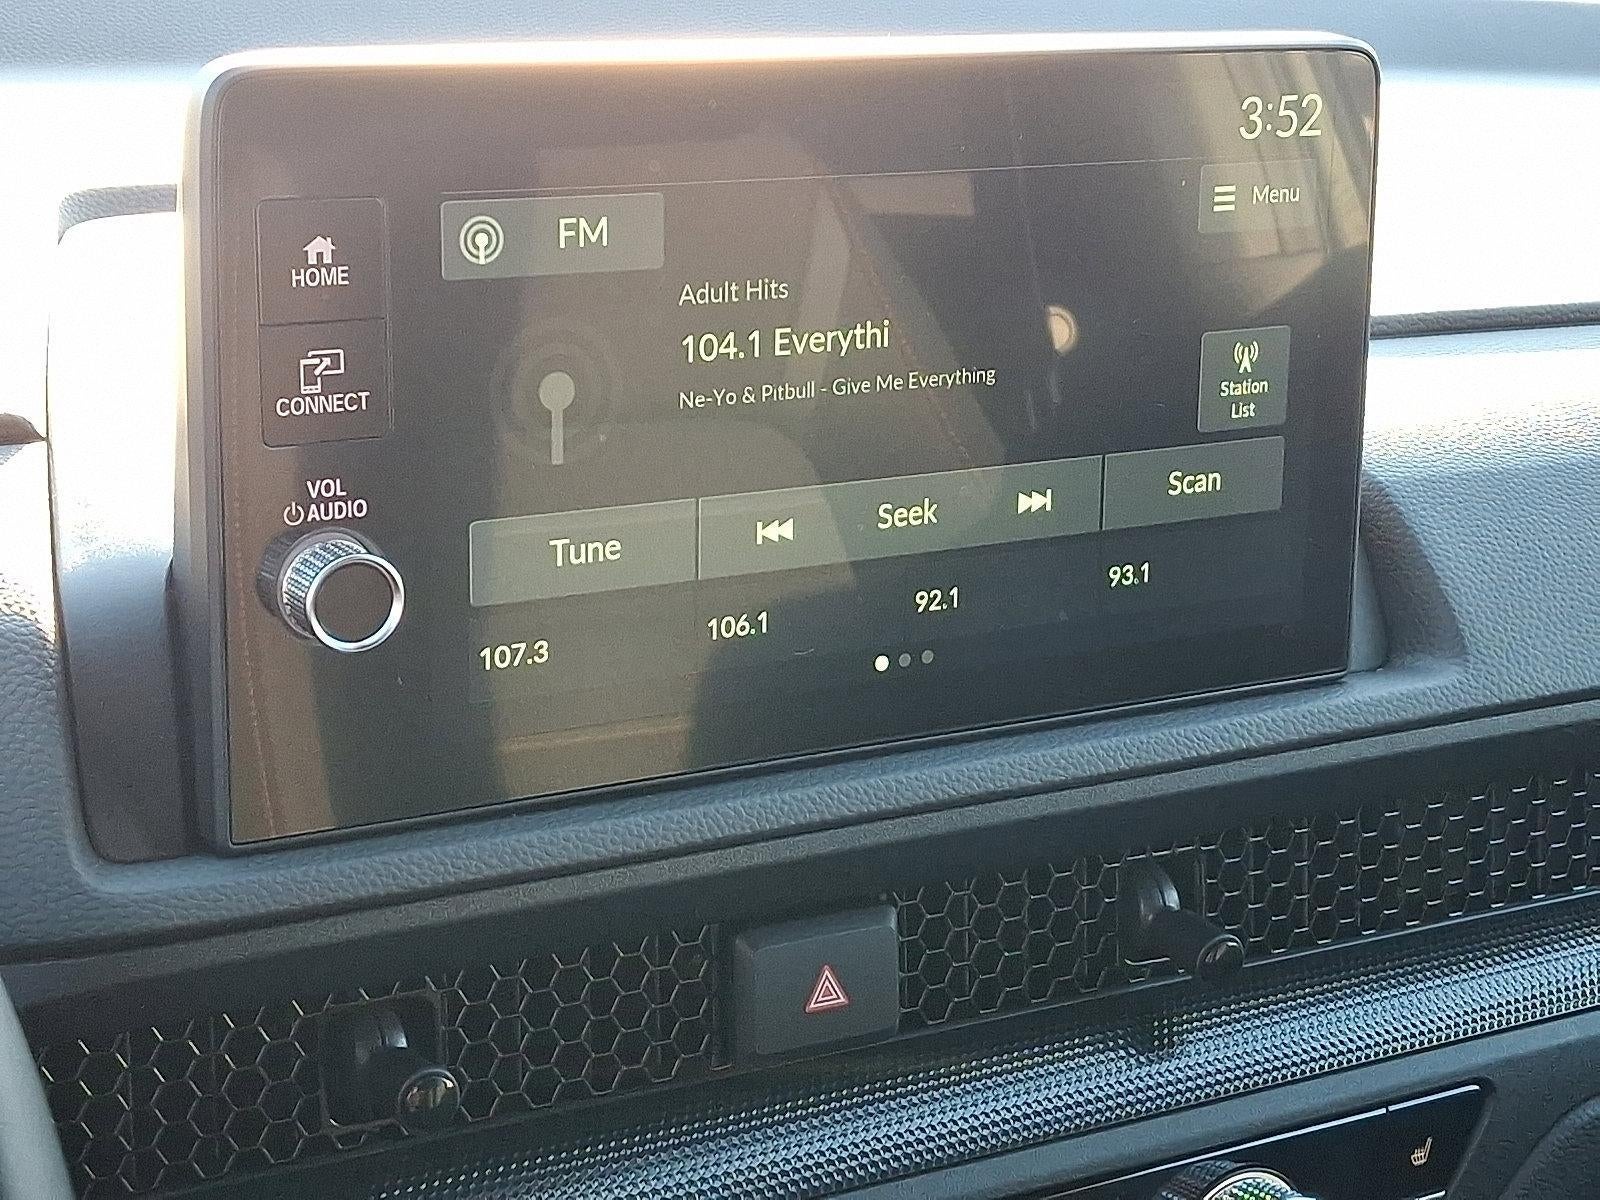 3:52
Menu
HOME
FM
Adult Hits
104.1 Everythi
Ne-Yo & Pitbull - Give Me Everything
CONNECT
Station
List
VOL
AUDIO
Tune
Seek
Scan
107.3
106.1
92.1
93.1